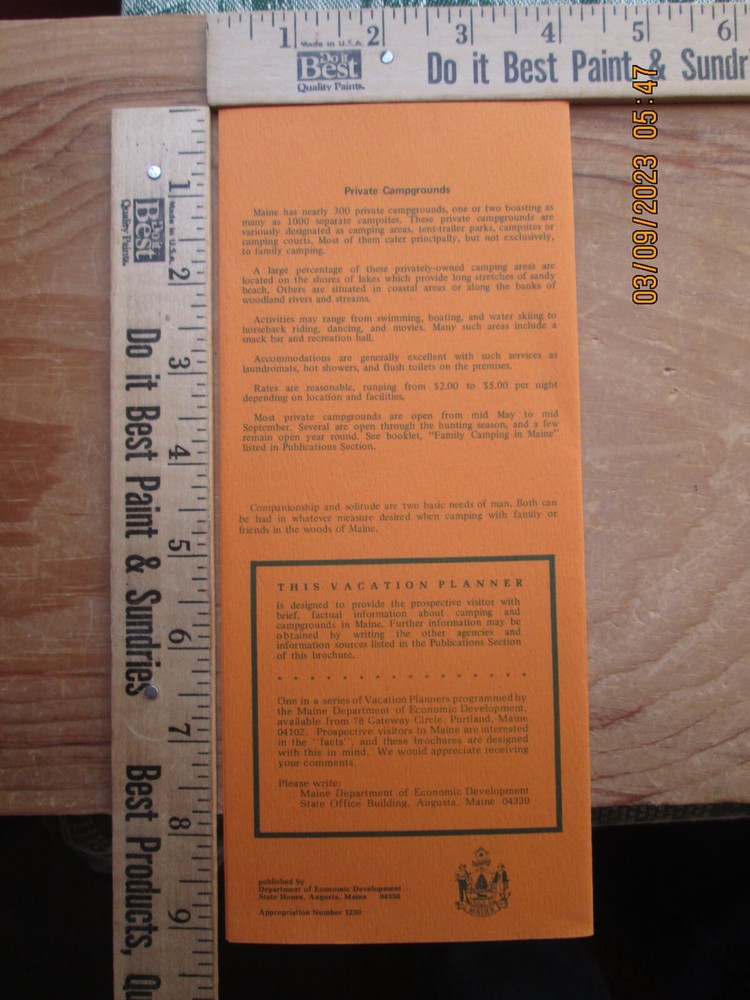 1 2 3 4 5 6
Made in U.S.A.
Do it
Best
Quality Paints.
Do it Best Paint & Sundr
03/09/2023 05:47
1 2 3 4 5 6 7 8 9
Made in U.S.A.
Do it
Best
Quality Paints.
Do it Best Paint & Sundries
Best Products, Qu
Private Campgrounds
Maine has nearly 300 private campgrounds, one or two boasting as
many as 1000 separate campsites. These private campgrounds are
variously designated as camping areas, tent-trailer parks, campsites or
camping courts. Most of them cater principally, but not exclusively,
to family camping.
A large percentage of these privately-owned camping areas are
located on the shores of lakes which provide long stretches of sandy
beach. Others are situated in coastal areas or along the banks of
woodland rivers and streams.
Activities may range from swimming, boating, and water skiing to
horseback riding, dancing, and movies. Many such areas include a
snack bar and recreation hall.
Accommodations are generally excellent with such services as
laundromats, hot showers, and flush toilets on the premises.
Rates are reasonable, running from $2.00 to $5.00 per night
depending on location and facilities.
Most private campgrounds are open from mid May to mid
September. Several are open through the hunting season, and a few
remain open year round. See booklet, "Family Camping in Maine"
listed in Publications Section.
Companionship and solitude are two basic needs of man. Both can
be had in whatever measure desired when camping with family or
friends in the woods of Maine.
THIS VACATION PLANNER
Is designed to provide the prospective visitor with
brief, factual information about camping and
campgrounds in Maine. Further information may be
obtained by writing the other agencies and
information sources listed in the Publications Section
of this brochure.
One in a series of Vacation Planners programmed by
the Maine Department of Economic Development,
available from 78 Gateway Circle, Portland, Maine
04102. Prospective visitors to Maine are interested
in the "facts", and these brochures are designed
with this in mind. We would appreciate receiving
your comments.
Please write:
Maine Department of Economic Development
State Office Building, Augusta, Maine 04330
published by
Department of Economic Development
State House, Augusta, Maine 04330
Appropriation Number 3230
MAINE